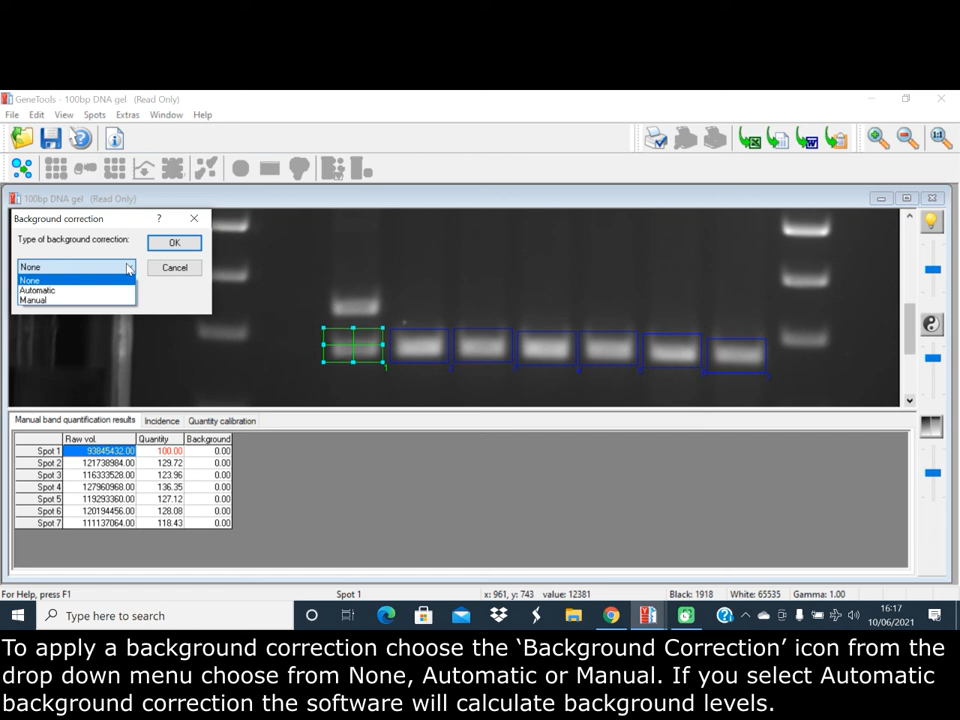 GeneTools - 100bp DNA gel (Read Only)
File Edit View Spots Extras Window Help
1:1
100bp DNA gel (Read Only)
Background correction ?
Type of background correction:
OK
None
Cancel
None
Automatic
Manual
1
Manual band quantification results Incidence Quantity calibration
Raw vol. Quantity Background
Spot 1 93845432.00 100.00 0.00
Spot 2 121738984.00 129.72 0.00
Spot 3 116333528.00 123.96 0.00
Spot 4 127960968.00 136.35 0.00
Spot 5 119293360.00 127.12 0.00
Spot 6 120194456.00 128.08 0.00
Spot 7 111137064.00 118.43 0.00
For Help, press F1 Spot 1 x: 961, y: 743 value: 12381 Black: 1918 White: 65535 Gamma: 1.00
Type here to search
16:17
10/06/2021
To apply a background correction choose the ‘Background Correction’ icon from the
drop down menu choose from None, Automatic or Manual. If you select Automatic
background correction the software will calculate background levels.